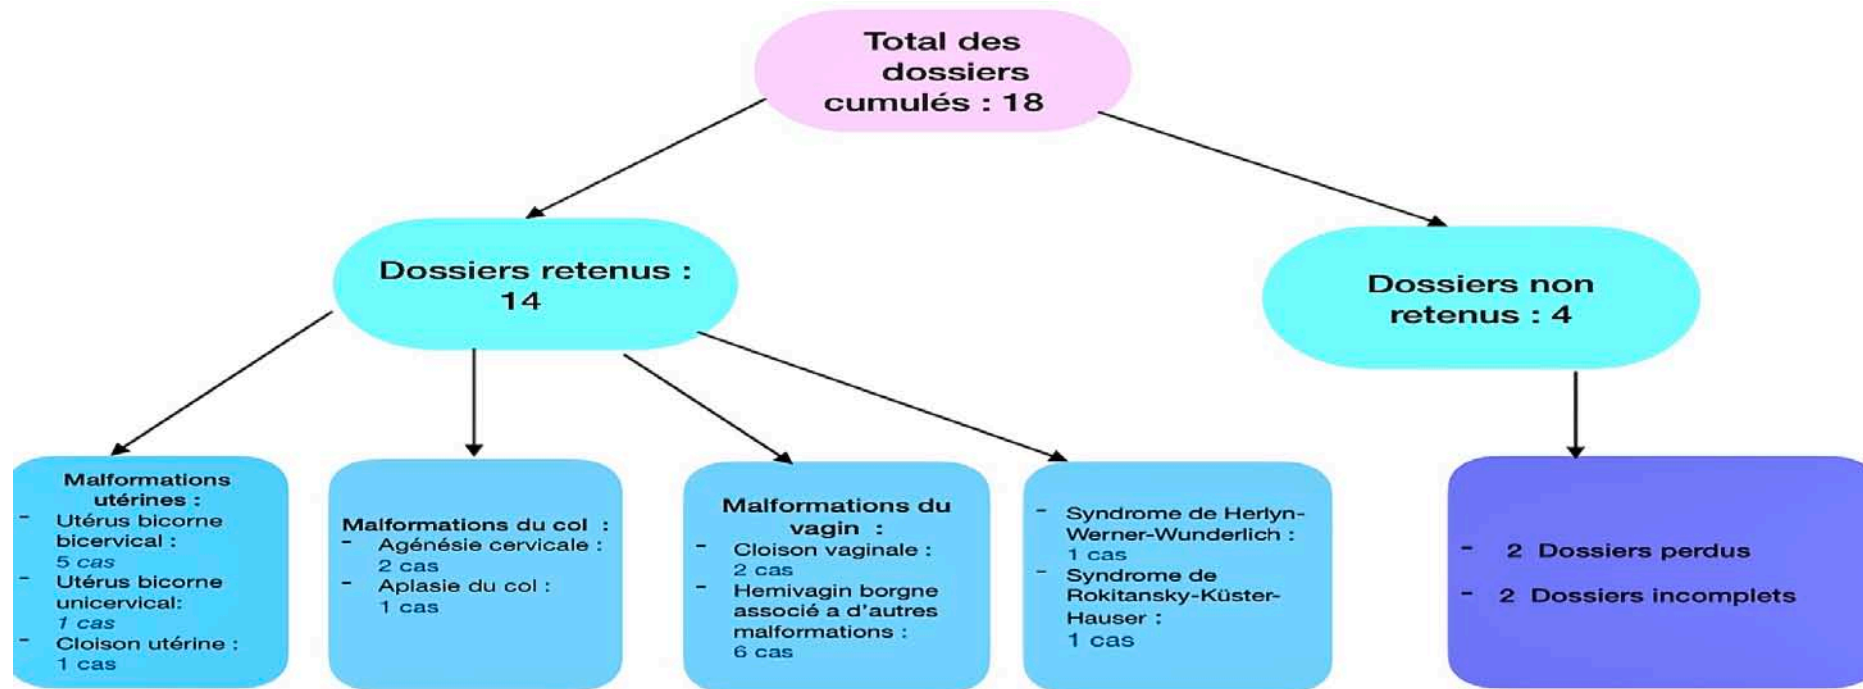 Total des
dossiers
cumulés : 18
Dossiers retenus :
14
Dossiers non
retenus : 4
Malformations
utérines :
- Utérus bicorne
bicervical :
5 cas
- Utérus bicorne
unicervical:
1 cas
- Cloison utérine :
1 cas
Malformations du col :
- Agénésie cervicale :
2 cas
- Aplasie du col :
1 cas
Malformations du
vagin :
- Cloison vaginale :
2 cas
- Hemivagin borgne
associé a d'autres
malformations :
6 cas
- Syndrome de Herlyn-
Werner-Wunderlich :
1 cas
- Syndrome de
Rokitansky-Küster-
Hauser :
1 cas
- 2 Dossiers perdus
- 2 Dossiers incomplets